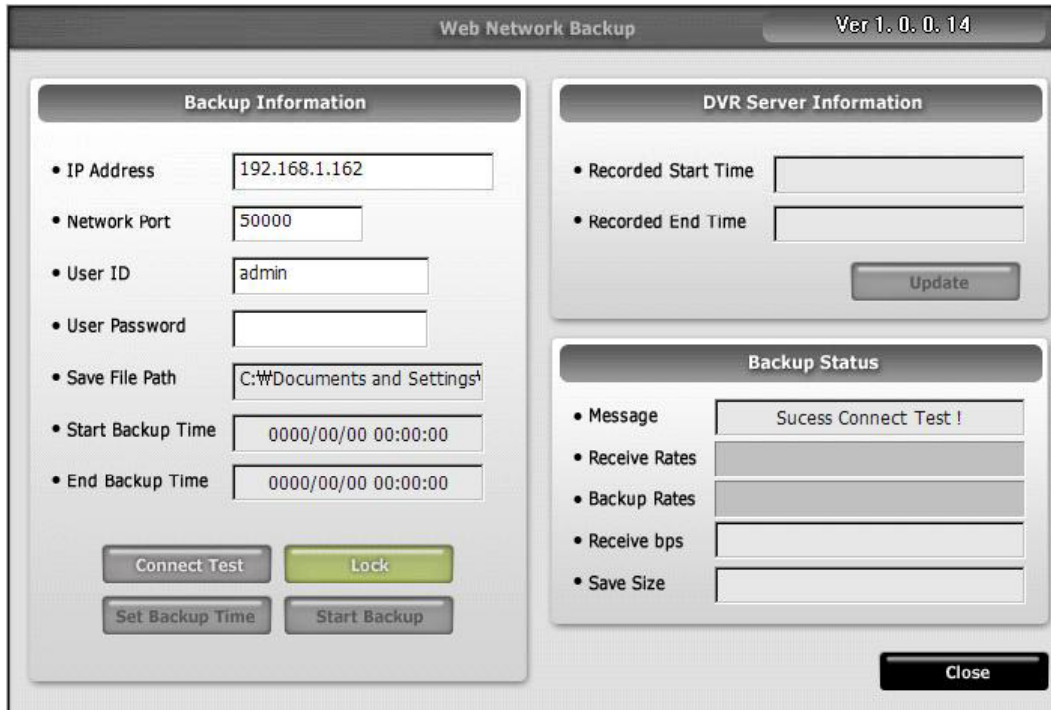 Web Network Backup
Ver 1. 0. 0. 14
Backup Information
• IP Address 192.168.1.162
• Network Port 50000
• User ID admin
• User Password
• Save File Path C:₩Documents and Settings
• Start Backup Time 0000/00/00 00:00:00
• End Backup Time 0000/00/00 00:00:00
Connect Test Lock
Set Backup Time Start Backup
DVR Server Information
• Recorded Start Time
• Recorded End Time
Update
Backup Status
• Message Sucess Connect Test !
• Receive Rates
• Backup Rates
• Receive bps
• Save Size
Close